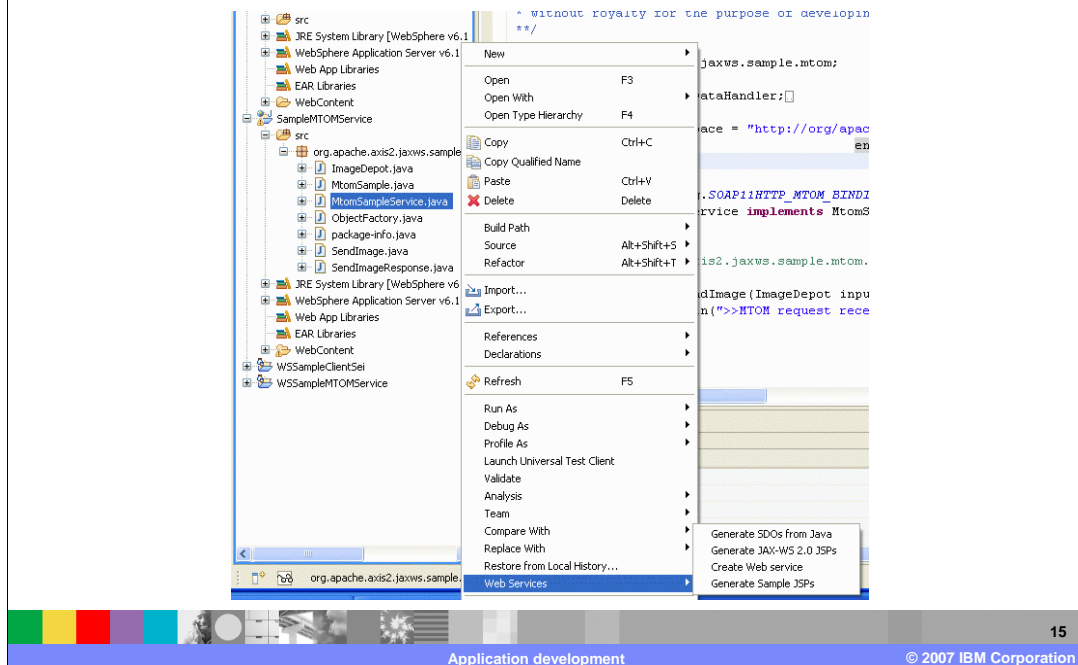 src
JRE System Library [WebSphere v6.1
WebSphere Application Server v6.1
Web App Libraries
EAR Libraries
WebContent
SampleMTOMService
src
org.apache.axis2.jaxws.sample
ImageDepot.java
MtomSample.java
MtomSampleService.java
ObjectFactory.java
package-info.java
SendImage.java
SendImageResponse.java
JRE System Library [WebSphere v6
WebSphere Application Server v6.1
Web App Libraries
EAR Libraries
WebContent
WSSampleClientSei
WSSampleMTOMService
org.apache.axis2.jaxws.sample.
New
Open F3
Open With
Open Type Hierarchy F4
Copy Ctrl+C
Copy Qualified Name
Paste Ctrl+V
Delete Delete
Build Path
Source Alt+Shift+S
Refactor Alt+Shift+T
Import...
Export...
References
Declarations
Refresh F5
Run As
Debug As
Profile As
Launch Universal Test Client
Validate
Analysis
Team
Compare With
Replace With
Restore from Local History...
Web Services
Generate SDOs from Java
Generate JAX-WS 2.0 JSPs
Create Web service
Generate Sample JSPs
* without royalty for the purpose of developin
**/
jaxws.sample.mtom;
ataHandler;
ace = "http://org/apac
en
.SOAP11HTTP_MTOM_BINDI
rvice implements MtomS
is2.jaxws.sample.mtom.
dImage(ImageDepot inpu
n(">>MTOM request rece
15
Application development
© 2007 IBM Corporation